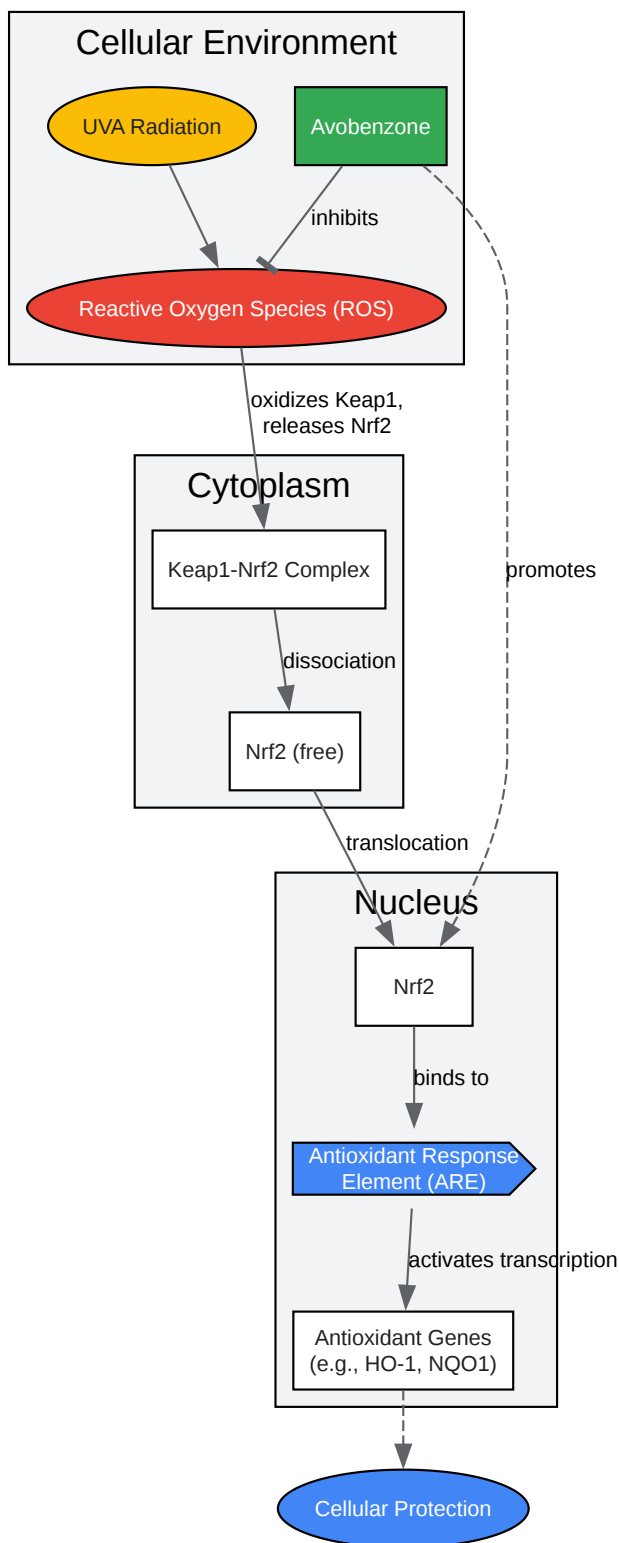 Cellular Environment
UVA Radiation
Avobenzone
inhibits
Reactive Oxygen Species (ROS)
oxidizes Keap1,
releases Nrf2
Cytoplasm
Keap1-Nrf2 Complex
promotes
dissociation
Nrf2 (free)
translocation
Nucleus
Nrf2
binds to
Antioxidant Response
Element (ARE)
activates transcription
Antioxidant Genes
(e.g., HO-1, NQO1)
Cellular Protection